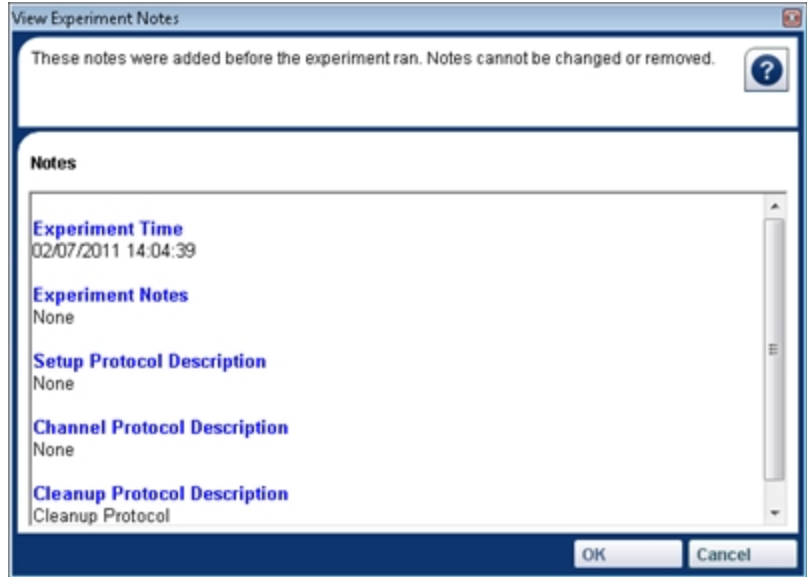 View Experiment Notes
These notes were added before the experiment ran. Notes cannot be changed or removed.
?
Notes
Experiment Time
02/07/2011 14:04:39
Experiment Notes
None
Setup Protocol Description
None
Channel Protocol Description
None
Cleanup Protocol Description
Cleanup Protocol
OK
Cancel